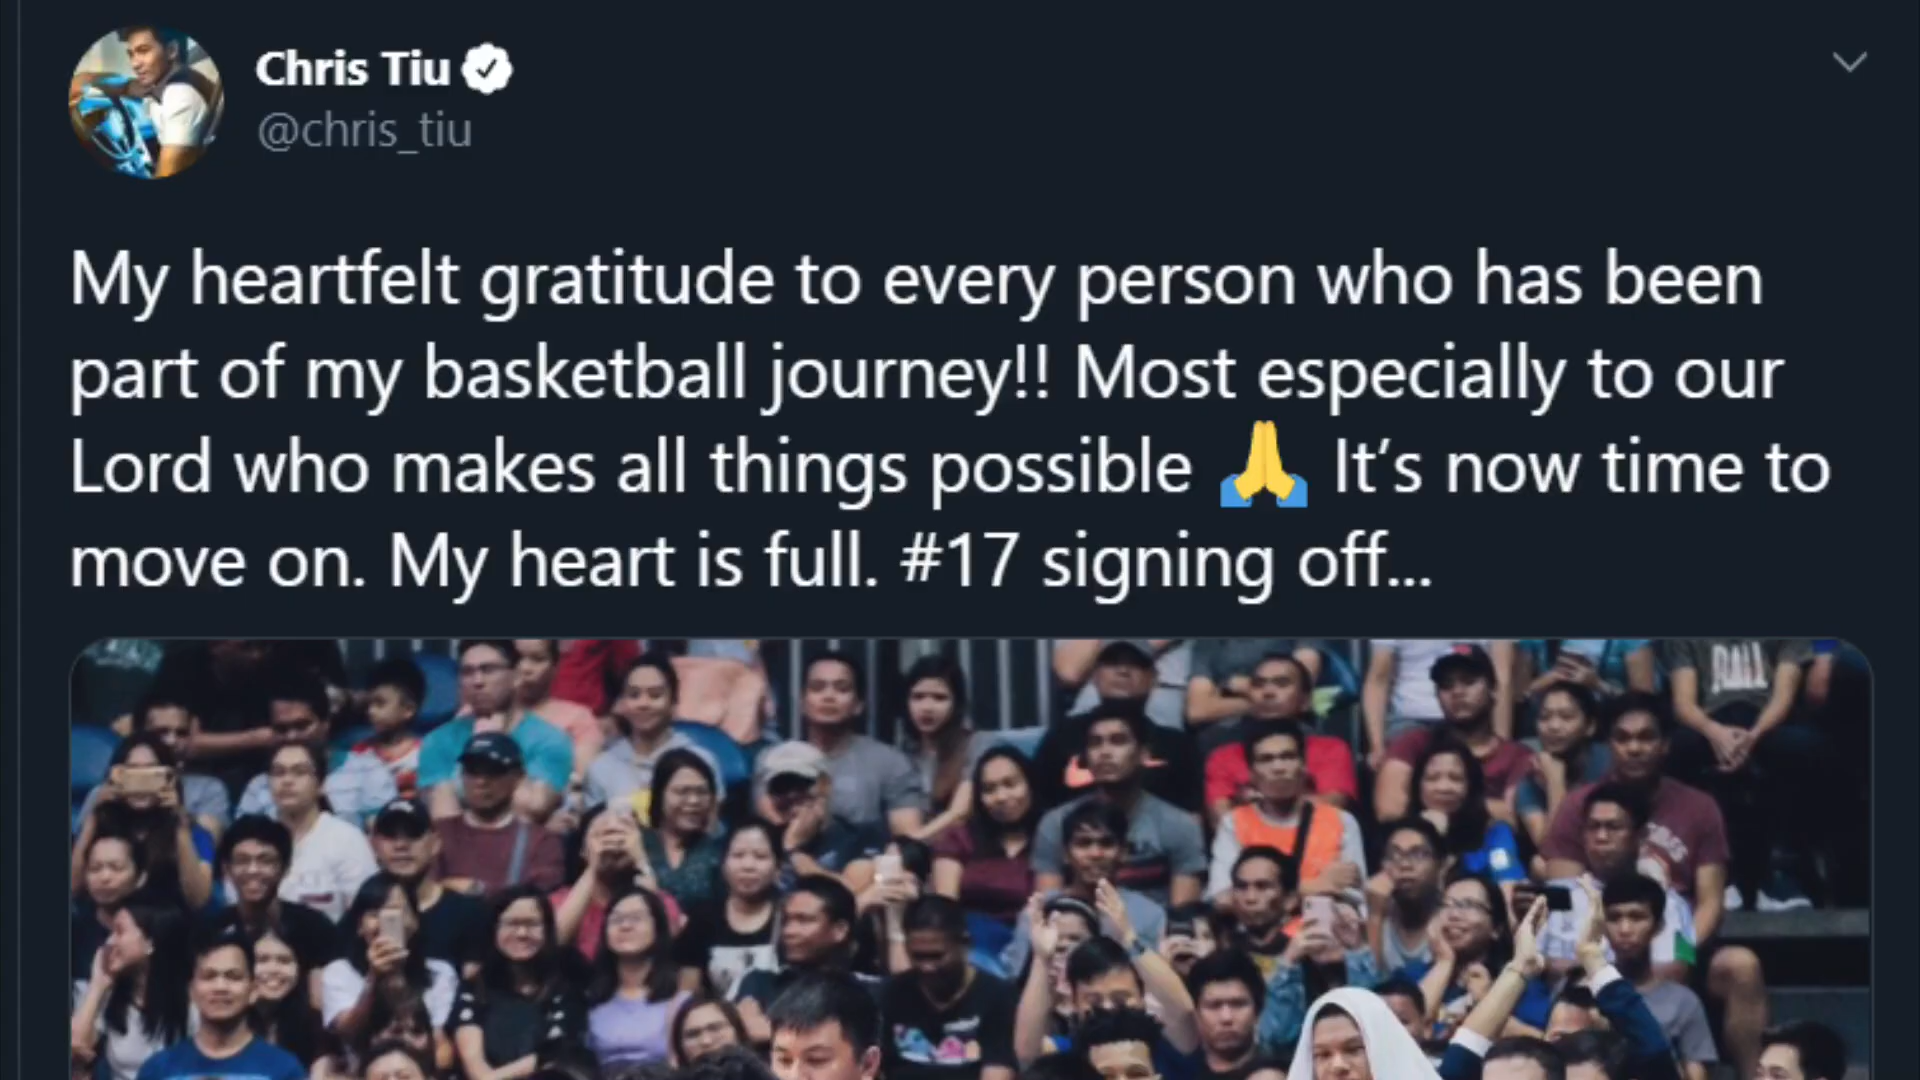 Chris Tiu
@chris_tiu
My heartfelt gratitude to every person who has been
part of my basketball journey!! Most especially to our
Lord who makes all things possible 🙏 It’s now time to
move on. My heart is full. #17 signing off...
BALL